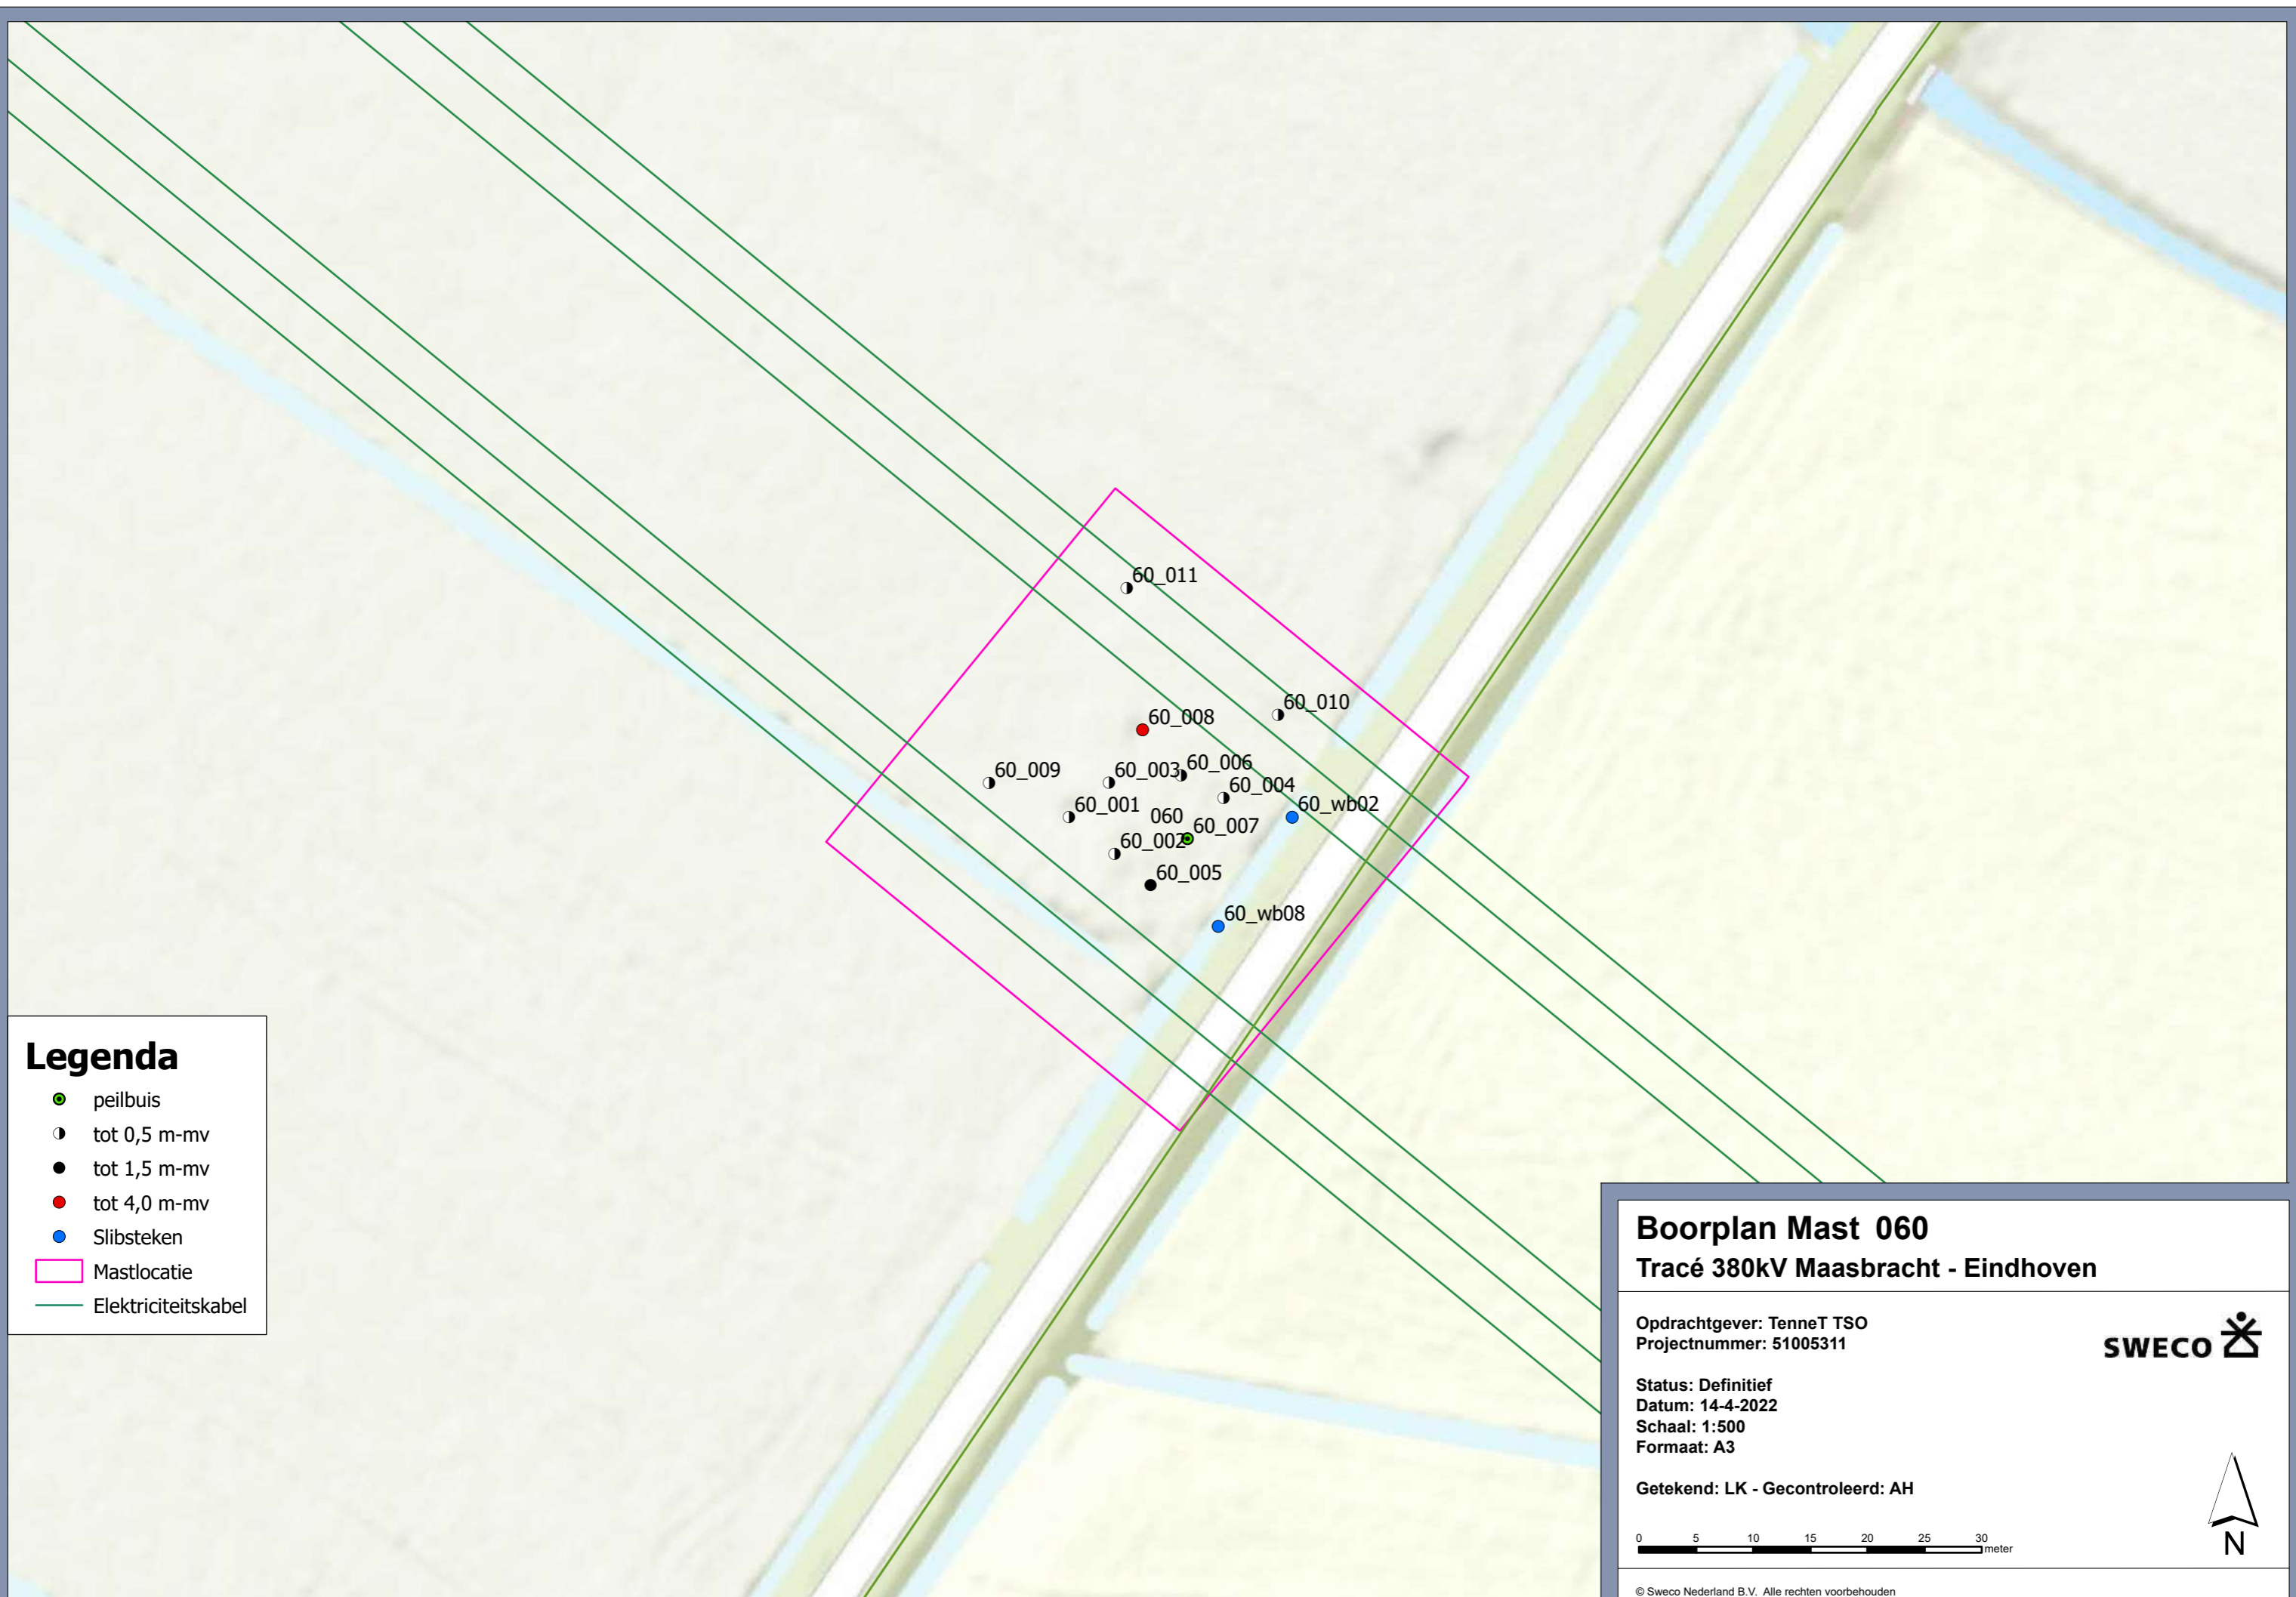 60_011
60_010
60_008
60_009
60_003
60_006
60_004
60_001
060
60_wb02
60_007
60_002
60_005
60_wb08
Legenda
peilbuis
tot 0,5 m-mv
tot 1,5 m-mv
tot 4,0 m-mv
Slibsteken
Mastlocatie
Elektriciteitskabel
Boorplan Mast 060
Tracé 380kV Maasbracht - Eindhoven
Opdrachtgever: TenneT TSO
Projectnummer: 51005311
SWECO
Status: Definitief
Datum: 14-4-2022
Schaal: 1:500
Formaat: A3
Getekend: LK - Gecontroleerd: AH
0 5 10 15 20 25 30
meter
N
© Sweco Nederland B.V. Alle rechten voorbehouden